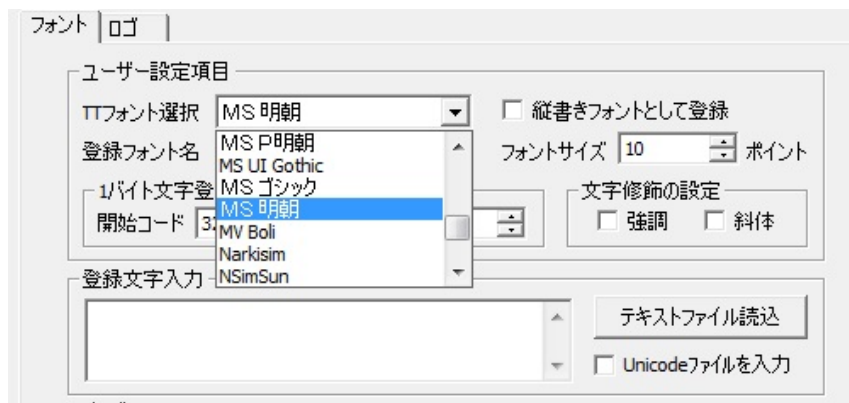 フォント ロゴ
ユーザー設定項目
TTフォント選択 MS 明朝 縦書きフォントとして登録
登録フォント名 フォントサイズ 10 ポイント
MS P明朝
MS UI Gothic
MS ゴシック
MS 明朝
MV Boli
Narkisim
NSimSun
1バイト文字登
開始コード
文字修飾の設定
強調 斜体
登録文字入力
テキストファイル読込
Unicodeファイルを入力